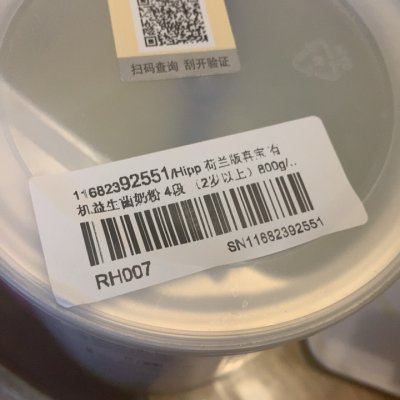 扫码查询 刮开验证
11682392551/Hipp 荷兰版喜宝 有
机益生菌奶粉 4段 （2岁以上）800g/..
SN11682392551
RH007